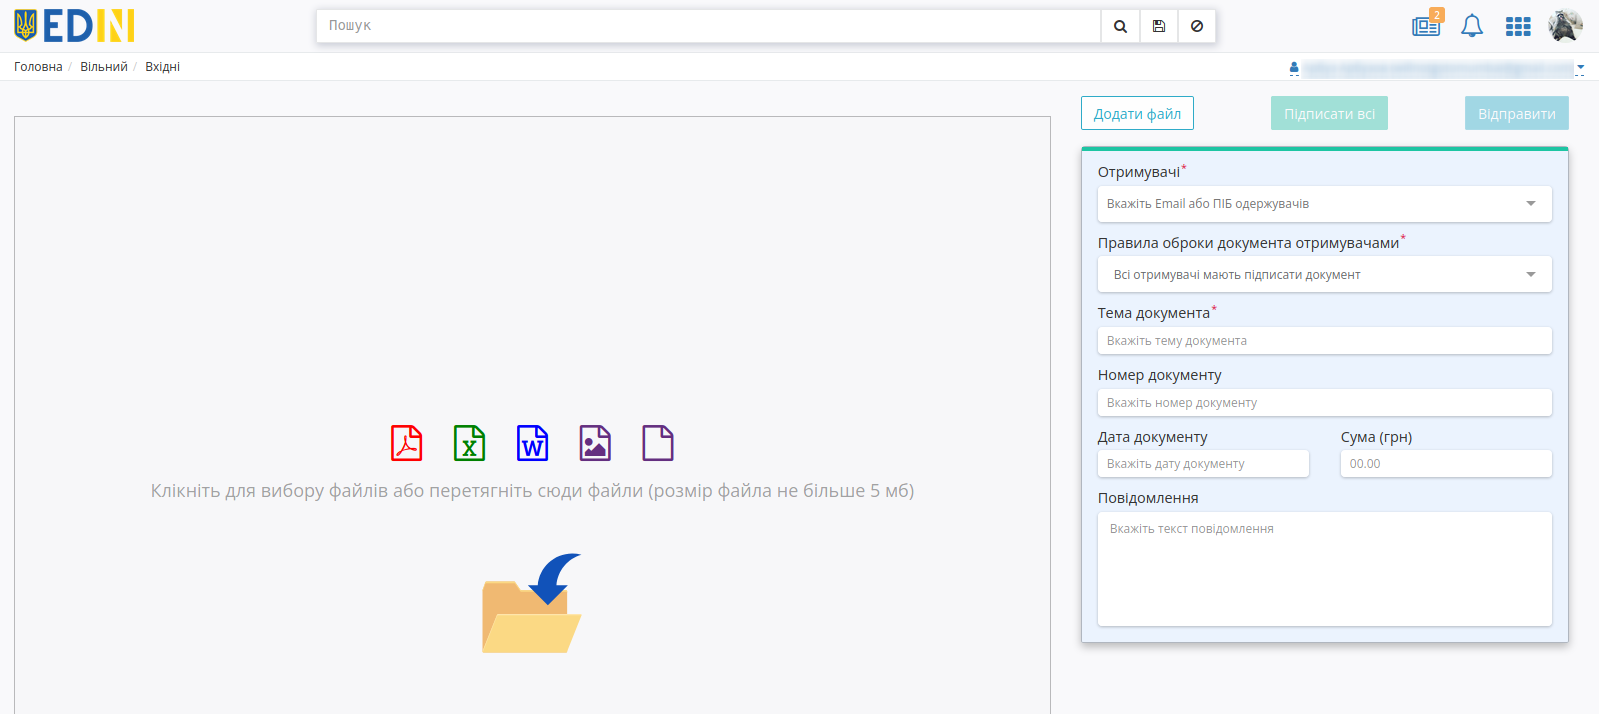 EDIN
Пошук
2
Головна / Вільний / Вхідні
Додати файл
Підписати всі
Відправити
Отримувачі*
Вкажіть Email або ПІБ одержувачів
Правила оброки документа отримувачами*
Всі отримувачі мають підписати документ
Тема документа*
Вкажіть тему документа
Номер документу
Вкажіть номер документу
Дата документу
Сума (грн)
Вкажіть дату документу
00.00
Повідомлення
Вкажіть текст повідомлення
X
W
Клікніть для вибору файлів або перетягніть сюди файли (розмір файла не більше 5 мб)